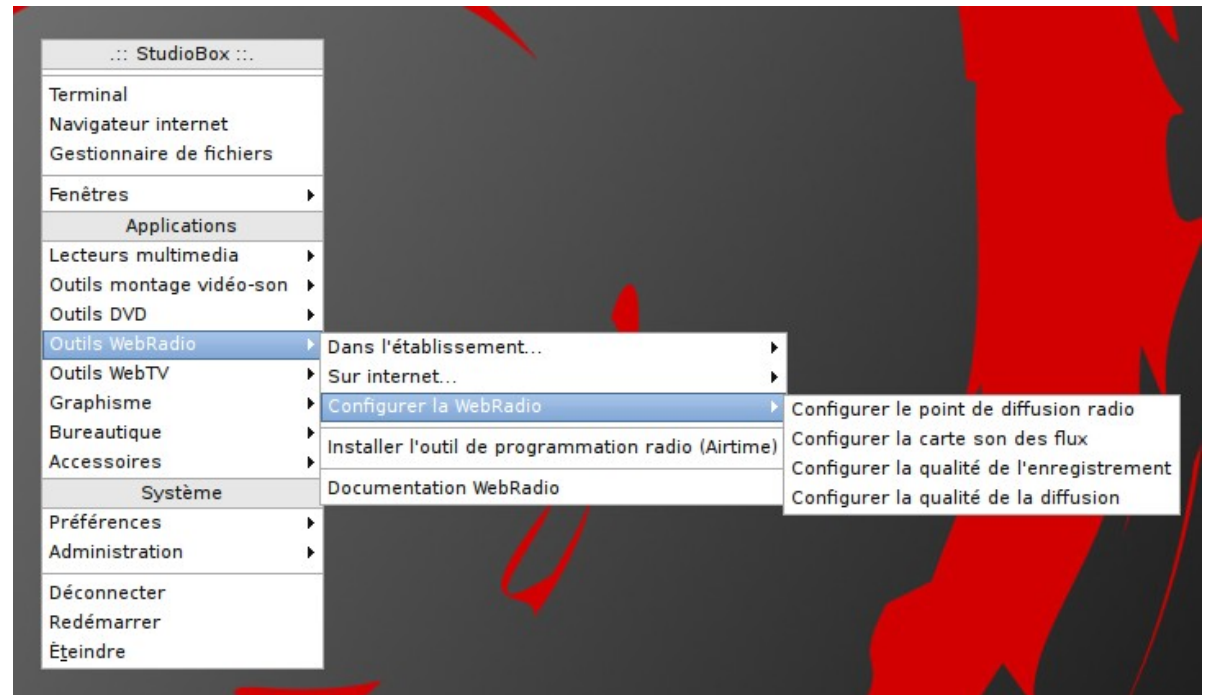 .:: StudioBox ::.
Terminal
Navigateur internet
Gestionnaire de fichiers
Fenêtres
Applications
Lecteurs multimedia
Outils montage vidéo-son
Outils DVD
Outils WebRadio
Outils WebTV
Graphisme
Bureautique
Accessoires
Système
Préférences
Administration
Déconnecter
Redémarrer
Éteindre
Dans l'établissement...
Sur internet...
Configurer la WebRadio
Installer l'outil de programmation radio (Airtime)
Documentation WebRadio
Configurer le point de diffusion radio
Configurer la carte son des flux
Configurer la qualité de l'enregistrement
Configurer la qualité de la diffusion